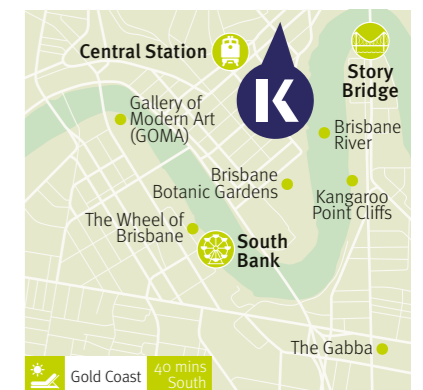 Central Station
K
Story
Bridge
Gallery of
Modern Art
(GOMA)
Brisbane
River
Brisbane
Botanic Gardens
Kangaroo
Point Cliffs
The Wheel of
Brisbane
South
Bank
The Gabba
Gold Coast
40 mins
South